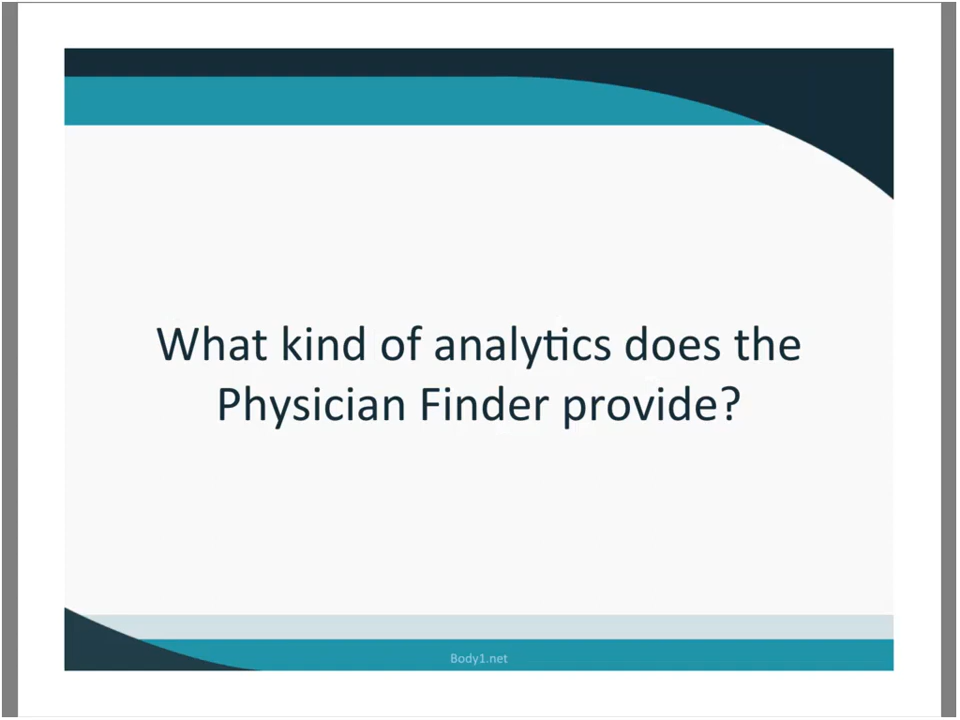 What kind of analytics does the
Physician Finder provide?
Body1.net